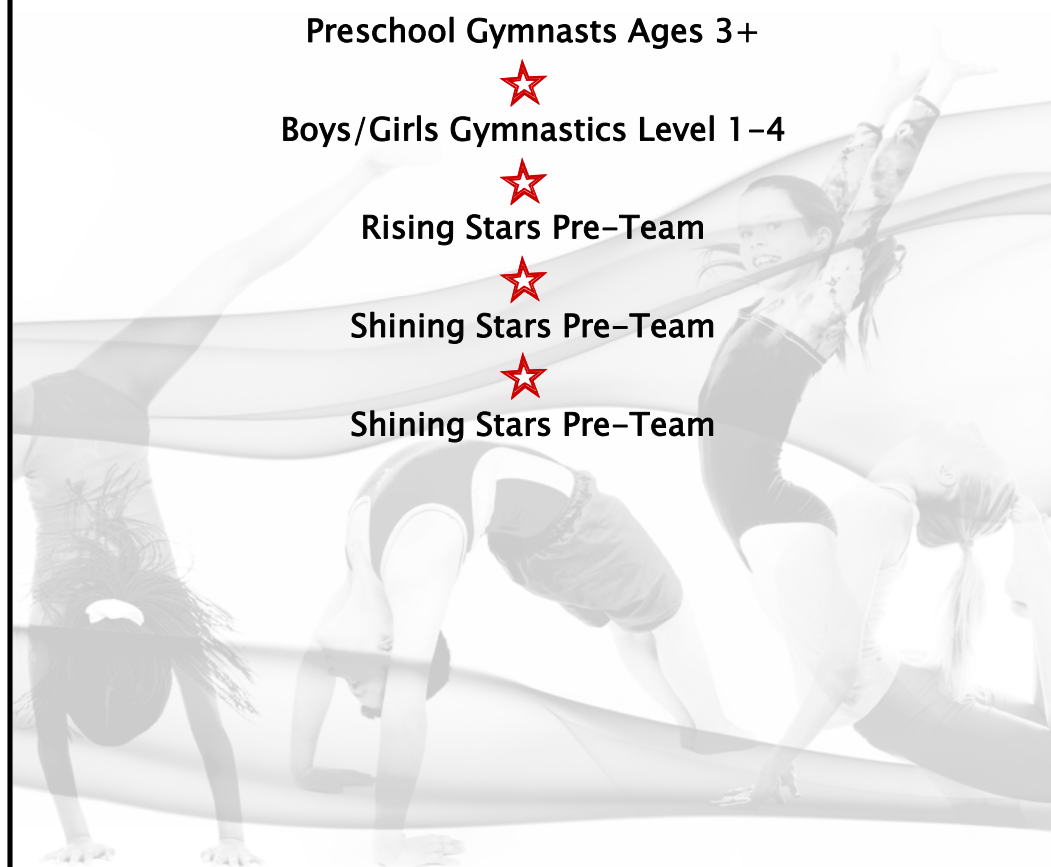 Preschool Gymnasts Ages 3+
Boys/Girls Gymnastics Level 1-4
Rising Stars Pre-Team
Shining Stars Pre-Team
Shining Stars Pre-Team